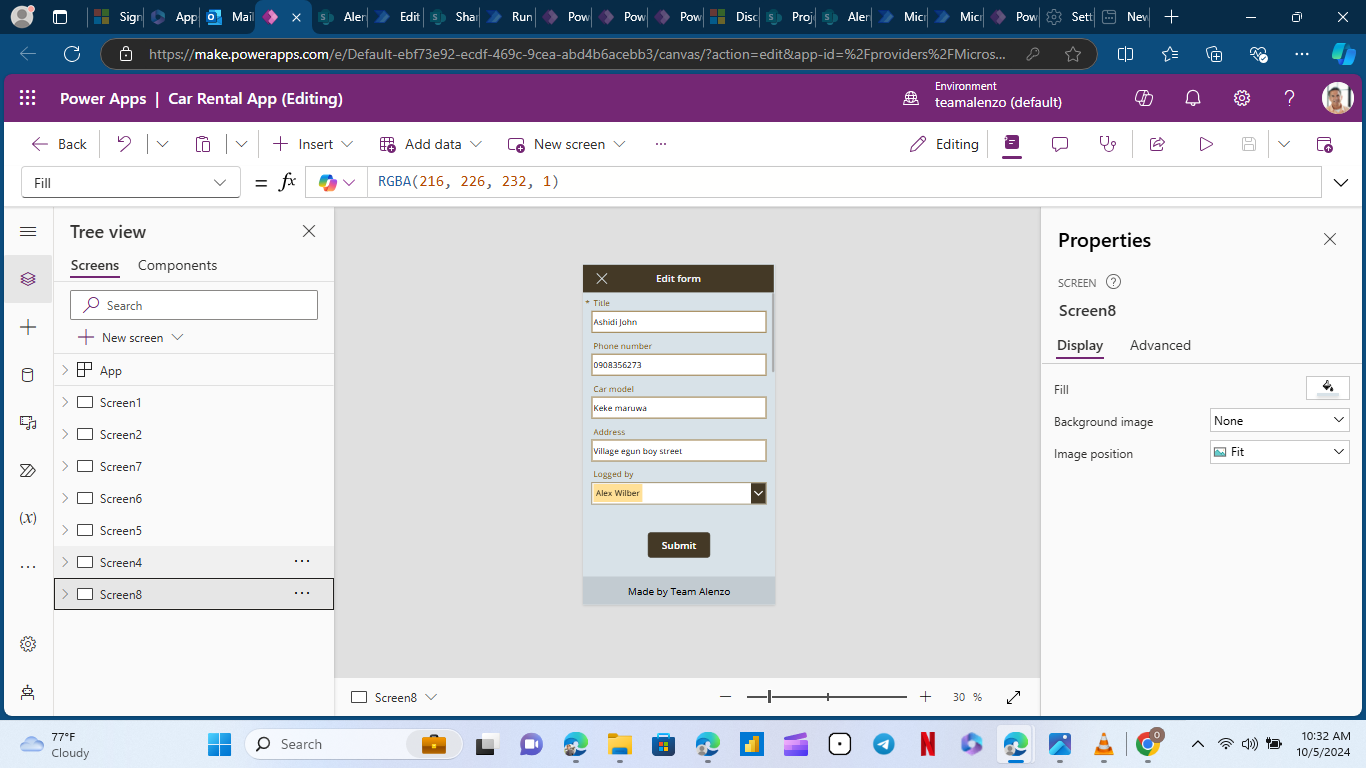 Sign
App
Mail
Aler
Edit
Shar
Run
Pow
Pow
Pow
Disc
Proj
Aler
Micr
Micr
Pow
Sett
New
https://make.powerapps.com/e/Default-ebf73e92-ecdf-469c-9cea-abd4b6acebb3/canvas/?action=edit&app-id=%2Fproviders%2FMicros...
Power Apps | Car Rental App (Editing)
Environment
teamalenzo (default)
Back
Insert
Add data
New screen
Editing
Fill
= fx
RGBA(216, 226, 232, 1)
Tree view
Screens Components
Search
New screen
App
Screen1
Screen2
Screen7
Screen6
Screen5
Screen4
Screen8
(x)
Edit form
* Title
Ashidi John
Phone number
0908356273
Car model
Keke maruwa
Address
Village egun boy street
Logged by
Alex Wilber
Submit
Made by Team Alenzo
Screen8
30 %
Properties
SCREEN
Screen8
Display Advanced
Fill
Background image None
Image position Fit
77°F
Cloudy
Search
0
10:32 AM
10/5/2024